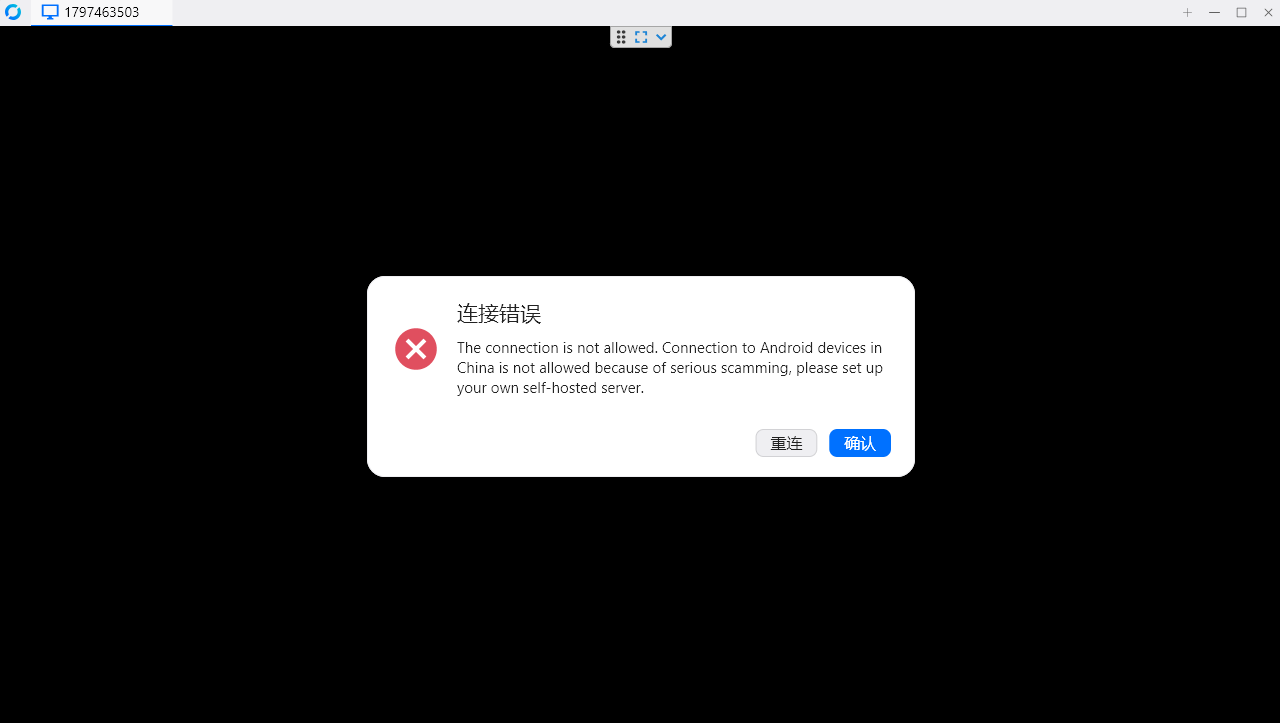 1797463503
连接错误
The connection is not allowed. Connection to Android devices in
China is not allowed because of serious scamming, please set up
your own self-hosted server.
重连
确认